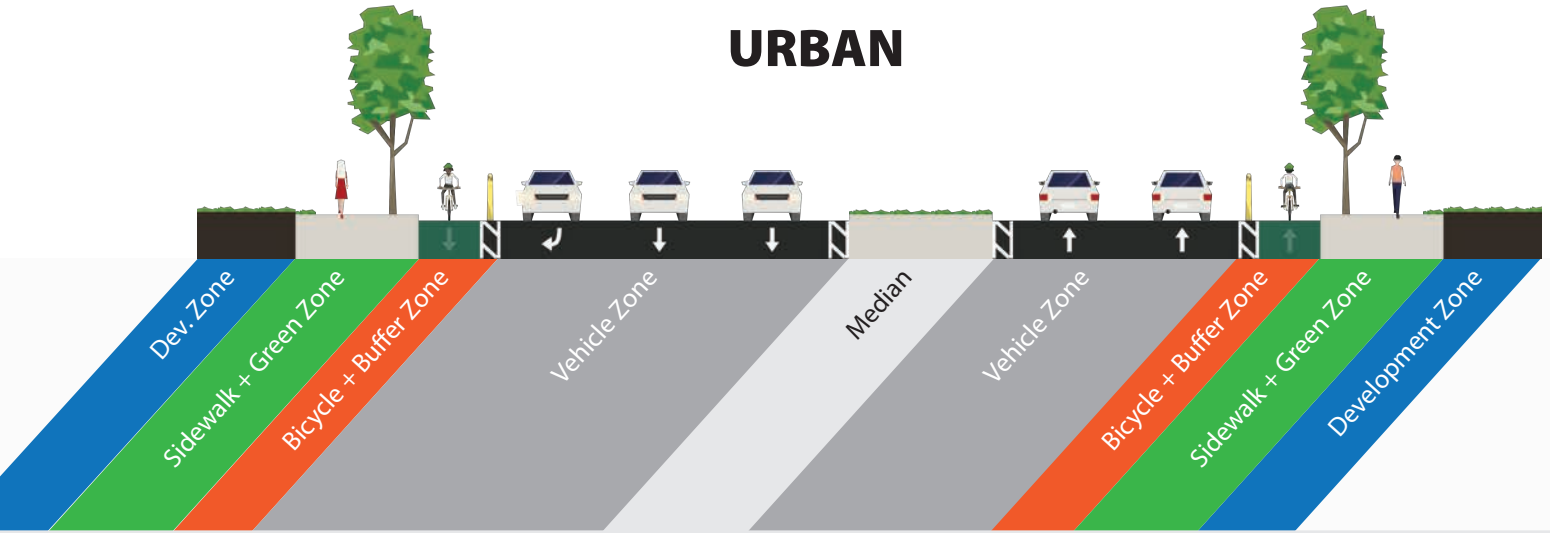 URBAN
Dev. Zone
Sidewalk + Green Zone
Bicycle + Buffer Zone
Vehicle Zone
Median
Vehicle Zone
Bicycle + Buffer Zone
Sidewalk + Green Zone
Development Zone